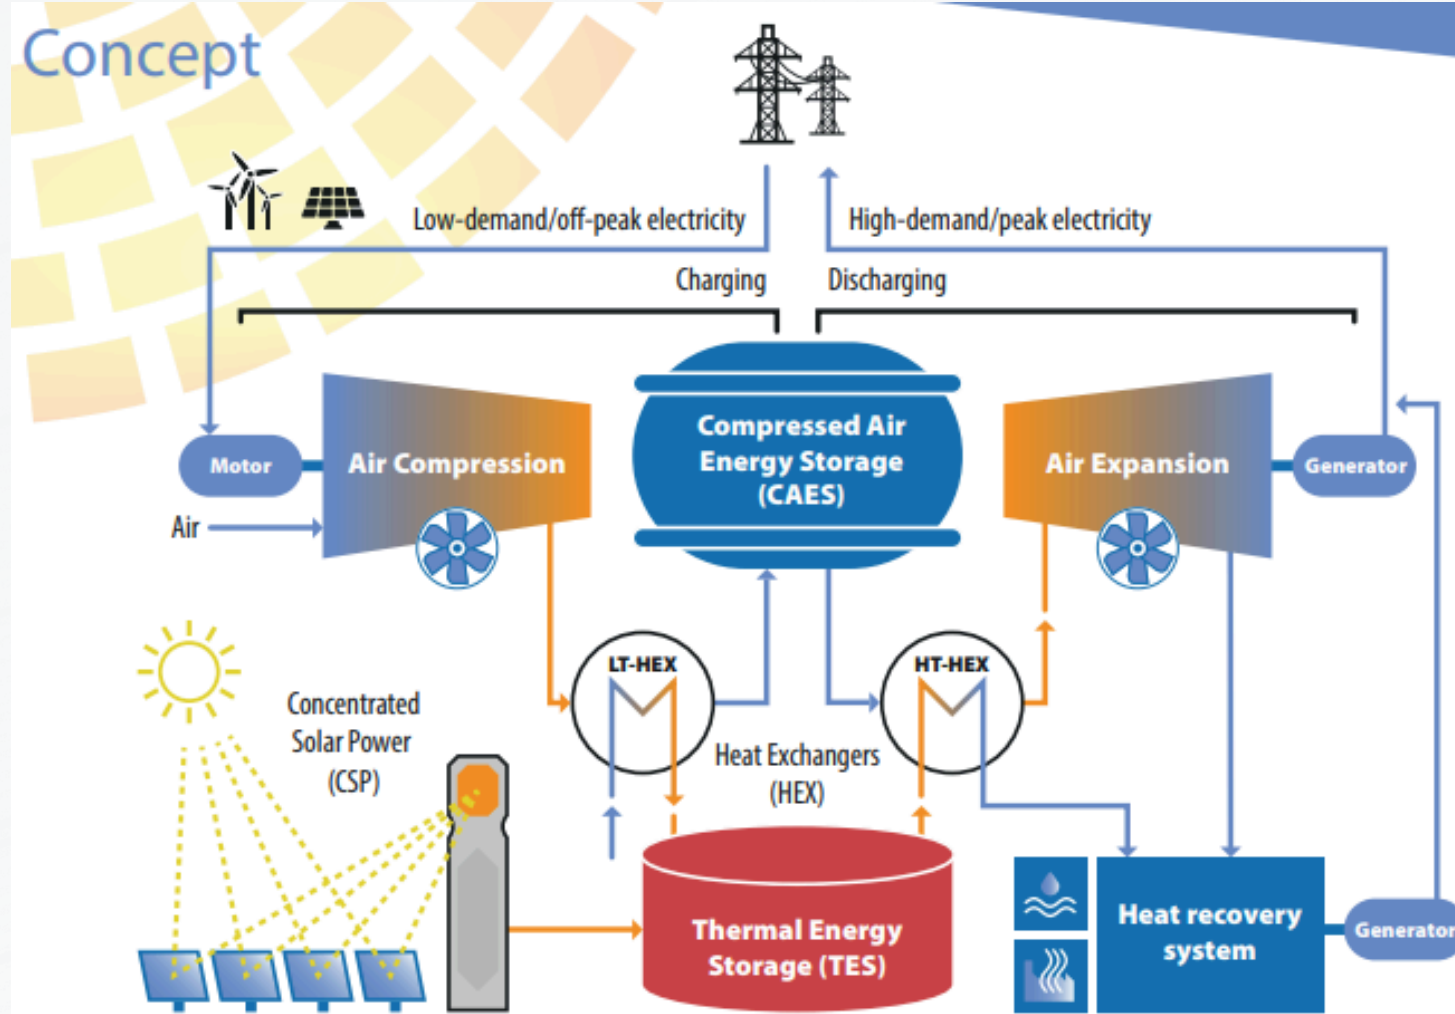 Concept
Low-demand/off-peak electricity
High-demand/peak electricity
Charging
Discharging
Motor
Air Compression
Compressed Air
Energy Storage
(CAES)
Air Expansion
Generator
Air
LT-HEX
HT-HEX
Concentrated
Solar Power
(CSP)
Heat Exchangers
(HEX)
Thermal Energy
Storage (TES)
Heat recovery
system
Generator